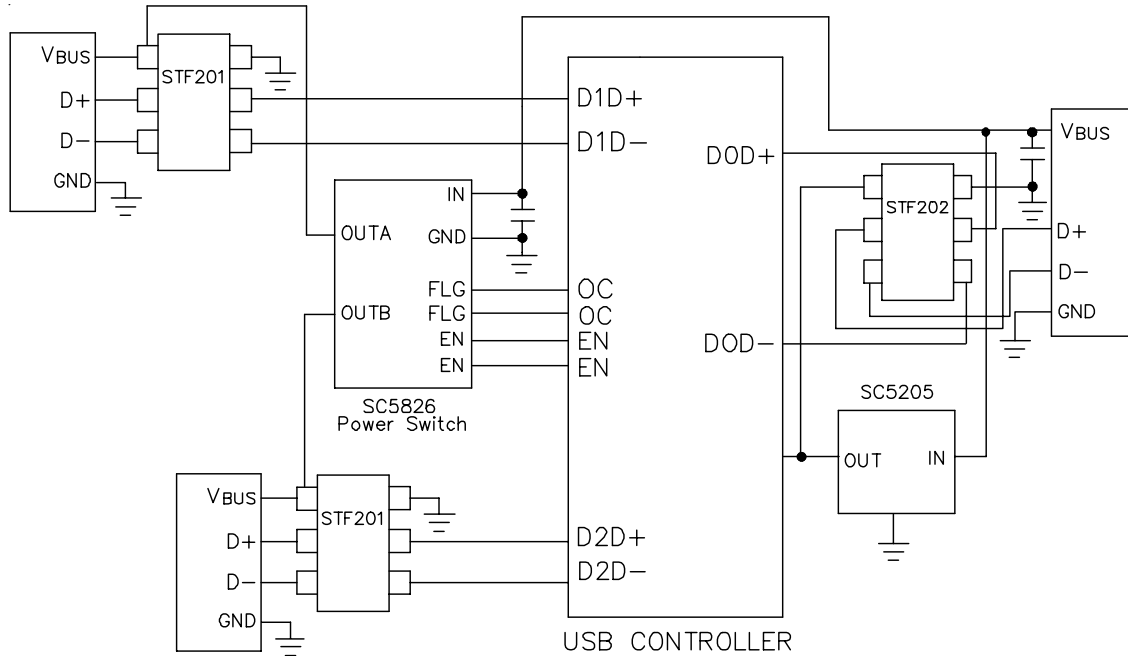 VBUS
D+
D-
GND
STF201
D1D+
D1D-
IN
OUTA
GND
FLG
OUTB
FLG
EN
EN
SC5826
Power Switch
OC
OC
EN
EN
DOD+
DOD-
D2D+
D2D-
USB CONTROLLER
STF202
VBUS
D+
D-
GND
SC5205
OUT
IN
VBUS
D+
D-
GND
STF201